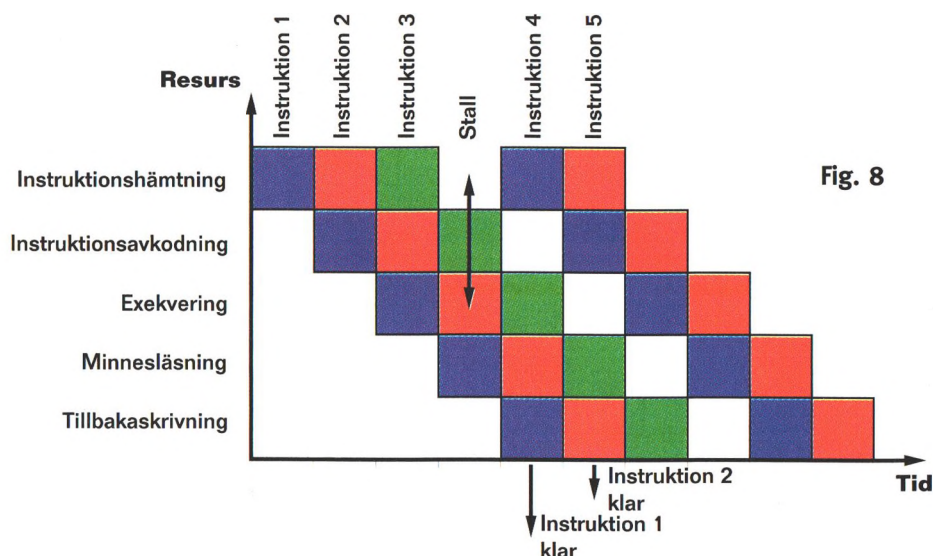 Resurs
Instruktion 1
Instruktion 2
Instruktion 3
Stall
Instruktion 4
Instruktion 5
Fig. 8
Instruktionshämtning
Instruktionsavkodning
Exekvering
Minnesläsning
Tillbakaskrivning
Tid
Instruktion 2
klar
Instruktion 1
klar